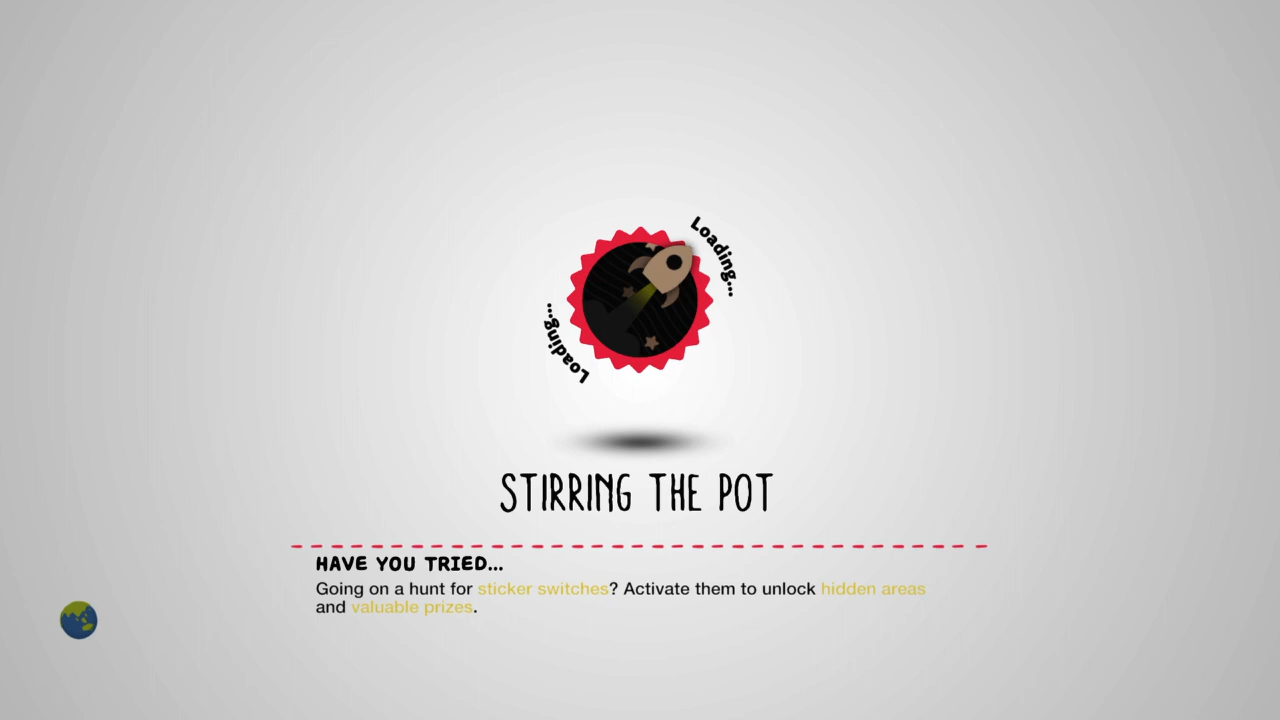 Loading...
Loading...
STIRRING THE POT
HAVE YOU TRIED...
Going on a hunt for sticker switches? Activate them to unlock hidden areas
and valuable prizes.